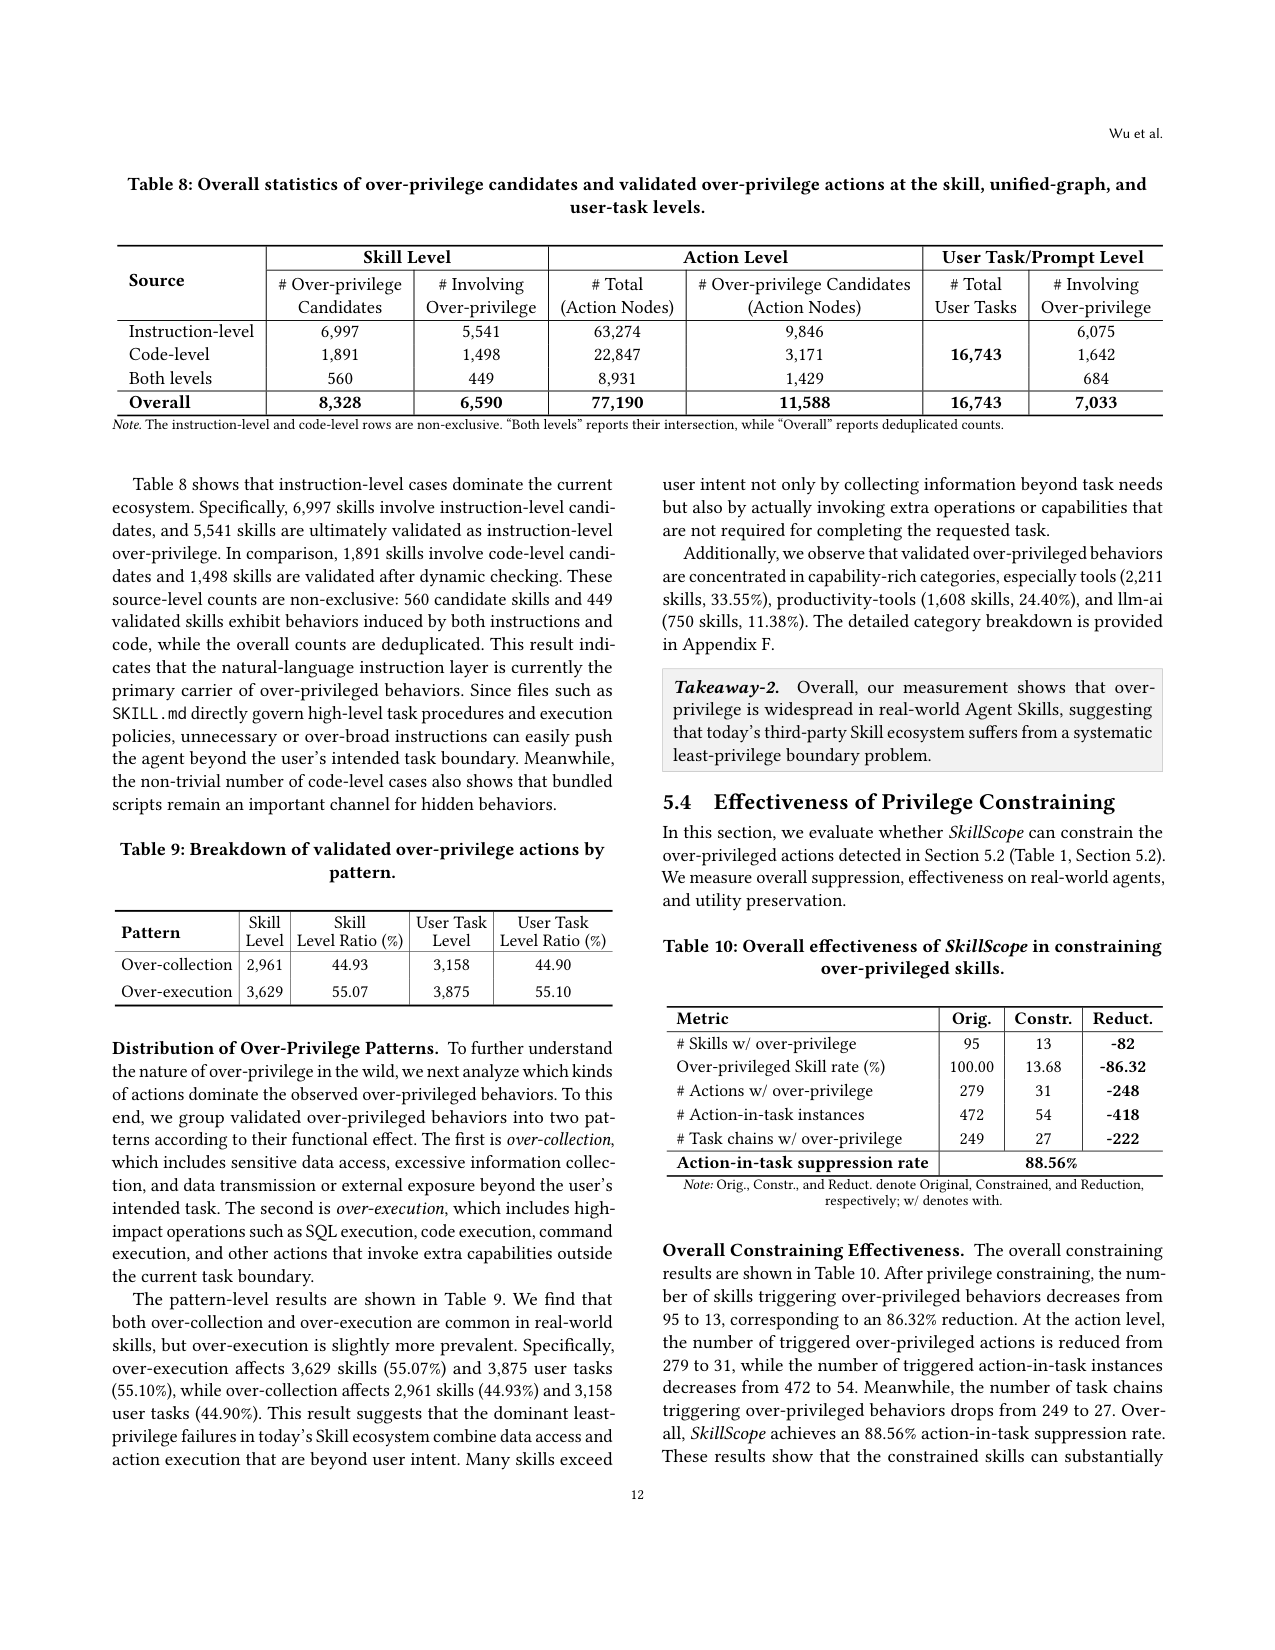 Wu et al.
Table 8: Overall statistics of over-privilege candidates and validated over-privilege actions at the skill, unified-graph, and
user-task levels.
Source
Skill Level
Action Level
User Task/Prompt Level
# Over-privilege Candidates
# Involving Over-privilege
# Total (Action Nodes)
# Over-privilege Candidates (Action Nodes)
# Total User Tasks
# Involving Over-privilege
Instruction-level 6,997 5,541 63,274 9,846 6,075
Code-level 1,891 1,498 22,847 3,171 16,743 1,642
Both levels 560 449 8,931 1,429 684
Overall 8,328 6,590 77,190 11,588 16,743 7,033
Note. The instruction-level and code-level rows are non-exclusive. “Both levels” reports their intersection, while “Overall” reports deduplicated counts.
Table 8 shows that instruction-level cases dominate the current
ecosystem. Specifically, 6,997 skills involve instruction-level candi-
dates, and 5,541 skills are ultimately validated as instruction-level
over-privilege. In comparison, 1,891 skills involve code-level candi-
dates and 1,498 skills are validated after dynamic checking. These
source-level counts are non-exclusive: 560 candidate skills and 449
validated skills exhibit behaviors induced by both instructions and
code, while the overall counts are deduplicated. This result indi-
cates that the natural-language instruction layer is currently the
primary carrier of over-privileged behaviors. Since files such as
SKILL.md directly govern high-level task procedures and execution
policies, unnecessary or over-broad instructions can easily push
the agent beyond the user’s intended task boundary. Meanwhile,
the non-trivial number of code-level cases also shows that bundled
scripts remain an important channel for hidden behaviors.
Table 9: Breakdown of validated over-privilege actions by
pattern.
Pattern
Skill Level
Skill Level Ratio (%)
User Task Level
User Task Level Ratio (%)
Over-collection 2,961 44.93 3,158 44.90
Over-execution 3,629 55.07 3,875 55.10
Distribution of Over-Privilege Patterns. To further understand
the nature of over-privilege in the wild, we next analyze which kinds
of actions dominate the observed over-privileged behaviors. To this
end, we group validated over-privileged behaviors into two pat-
terns according to their functional effect. The first is over-collection,
which includes sensitive data access, excessive information collec-
tion, and data transmission or external exposure beyond the user’s
intended task. The second is over-execution, which includes high-
impact operations such as SQL execution, code execution, command
execution, and other actions that invoke extra capabilities outside
the current task boundary.
The pattern-level results are shown in Table 9. We find that
both over-collection and over-execution are common in real-world
skills, but over-execution is slightly more prevalent. Specifically,
over-execution affects 3,629 skills (55.07%) and 3,875 user tasks
(55.10%), while over-collection affects 2,961 skills (44.93%) and 3,158
user tasks (44.90%). This result suggests that the dominant least-
privilege failures in today’s Skill ecosystem combine data access and
action execution that are beyond user intent. Many skills exceed
user intent not only by collecting information beyond task needs
but also by actually invoking extra operations or capabilities that
are not required for completing the requested task.
Additionally, we observe that validated over-privileged behaviors
are concentrated in capability-rich categories, especially tools (2,211
skills, 33.55%), productivity-tools (1,608 skills, 24.40%), and llm-ai
(750 skills, 11.38%). The detailed category breakdown is provided
in Appendix F.
Takeaway-2. Overall, our measurement shows that over-
privilege is widespread in real-world Agent Skills, suggesting
that today’s third-party Skill ecosystem suffers from a systematic
least-privilege boundary problem.
5.4 Effectiveness of Privilege Constraining
In this section, we evaluate whether SkillScope can constrain the
over-privileged actions detected in Section 5.2 (Table 1, Section 5.2).
We measure overall suppression, effectiveness on real-world agents,
and utility preservation.
Table 10: Overall effectiveness of SkillScope in constraining
over-privileged skills.
Metric Orig. Constr. Reduct.
# Skills w/ over-privilege 95 13 -82
Over-privileged Skill rate (%) 100.00 13.68 -86.32
# Actions w/ over-privilege 279 31 -248
# Action-in-task instances 472 54 -418
# Task chains w/ over-privilege 249 27 -222
Action-in-task suppression rate 88.56%
Note: Orig., Constr., and Reduct. denote Original, Constrained, and Reduction,
respectively; w/ denotes with.
Overall Constraining Effectiveness. The overall constraining
results are shown in Table 10. After privilege constraining, the num-
ber of skills triggering over-privileged behaviors decreases from
95 to 13, corresponding to an 86.32% reduction. At the action level,
the number of triggered over-privileged actions is reduced from
279 to 31, while the number of triggered action-in-task instances
decreases from 472 to 54. Meanwhile, the number of task chains
triggering over-privileged behaviors drops from 249 to 27. Over-
all, SkillScope achieves an 88.56% action-in-task suppression rate.
These results show that the constrained skills can substantially
12